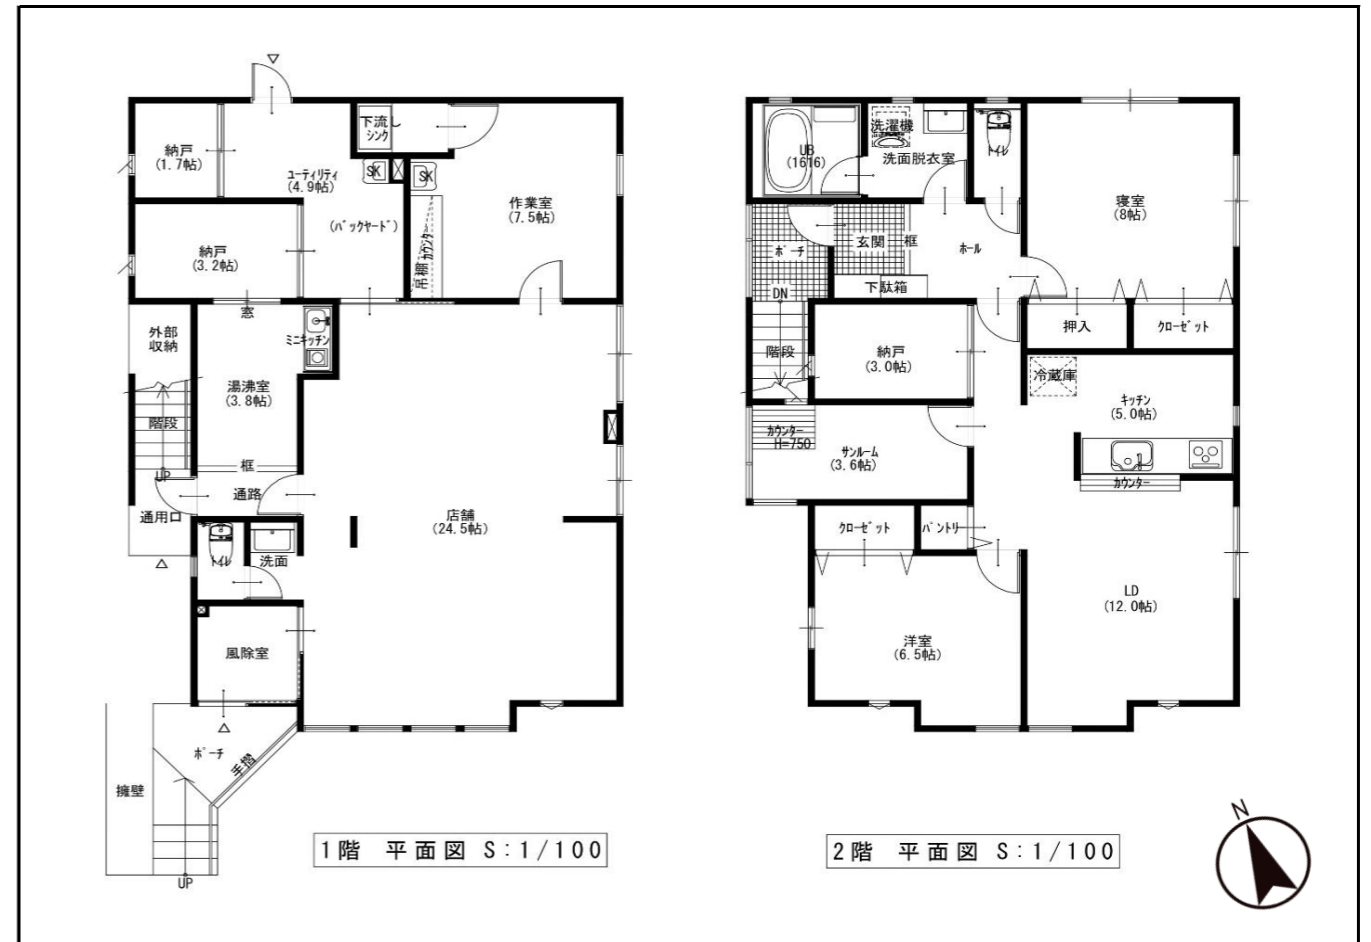 下流し
シンク
納戸
(1.7帖)
ユーティリティ
(4.9帖)
SK
SK
作業室
(7.5帖)
(バックヤード)
納戸
(3.2帖)
吊棚
カウンター
外部
収納
窓
ミニキッチン
湯沸室
(3.8帖)
階段
UP
框
通路
通用口
店舗
(24.5帖)
トイレ
洗面
風除室
ポーチ
手摺
擁壁
UP
1階 平面図 S:1/100
UB
(1616)
洗濯機
洗面脱衣室
トイレ
寝室
(8帖)
ポーチ
玄関
框
ホール
下駄箱
DN
階段
納戸
(3.0帖)
押入
クローゼット
冷蔵庫
キッチン
(5.0帖)
カウンター
H=750
サンルーム
(3.6帖)
カウンター
クローゼット
パントリー
LD
(12.0帖)
洋室
(6.5帖)
2階 平面図 S:1/100
N